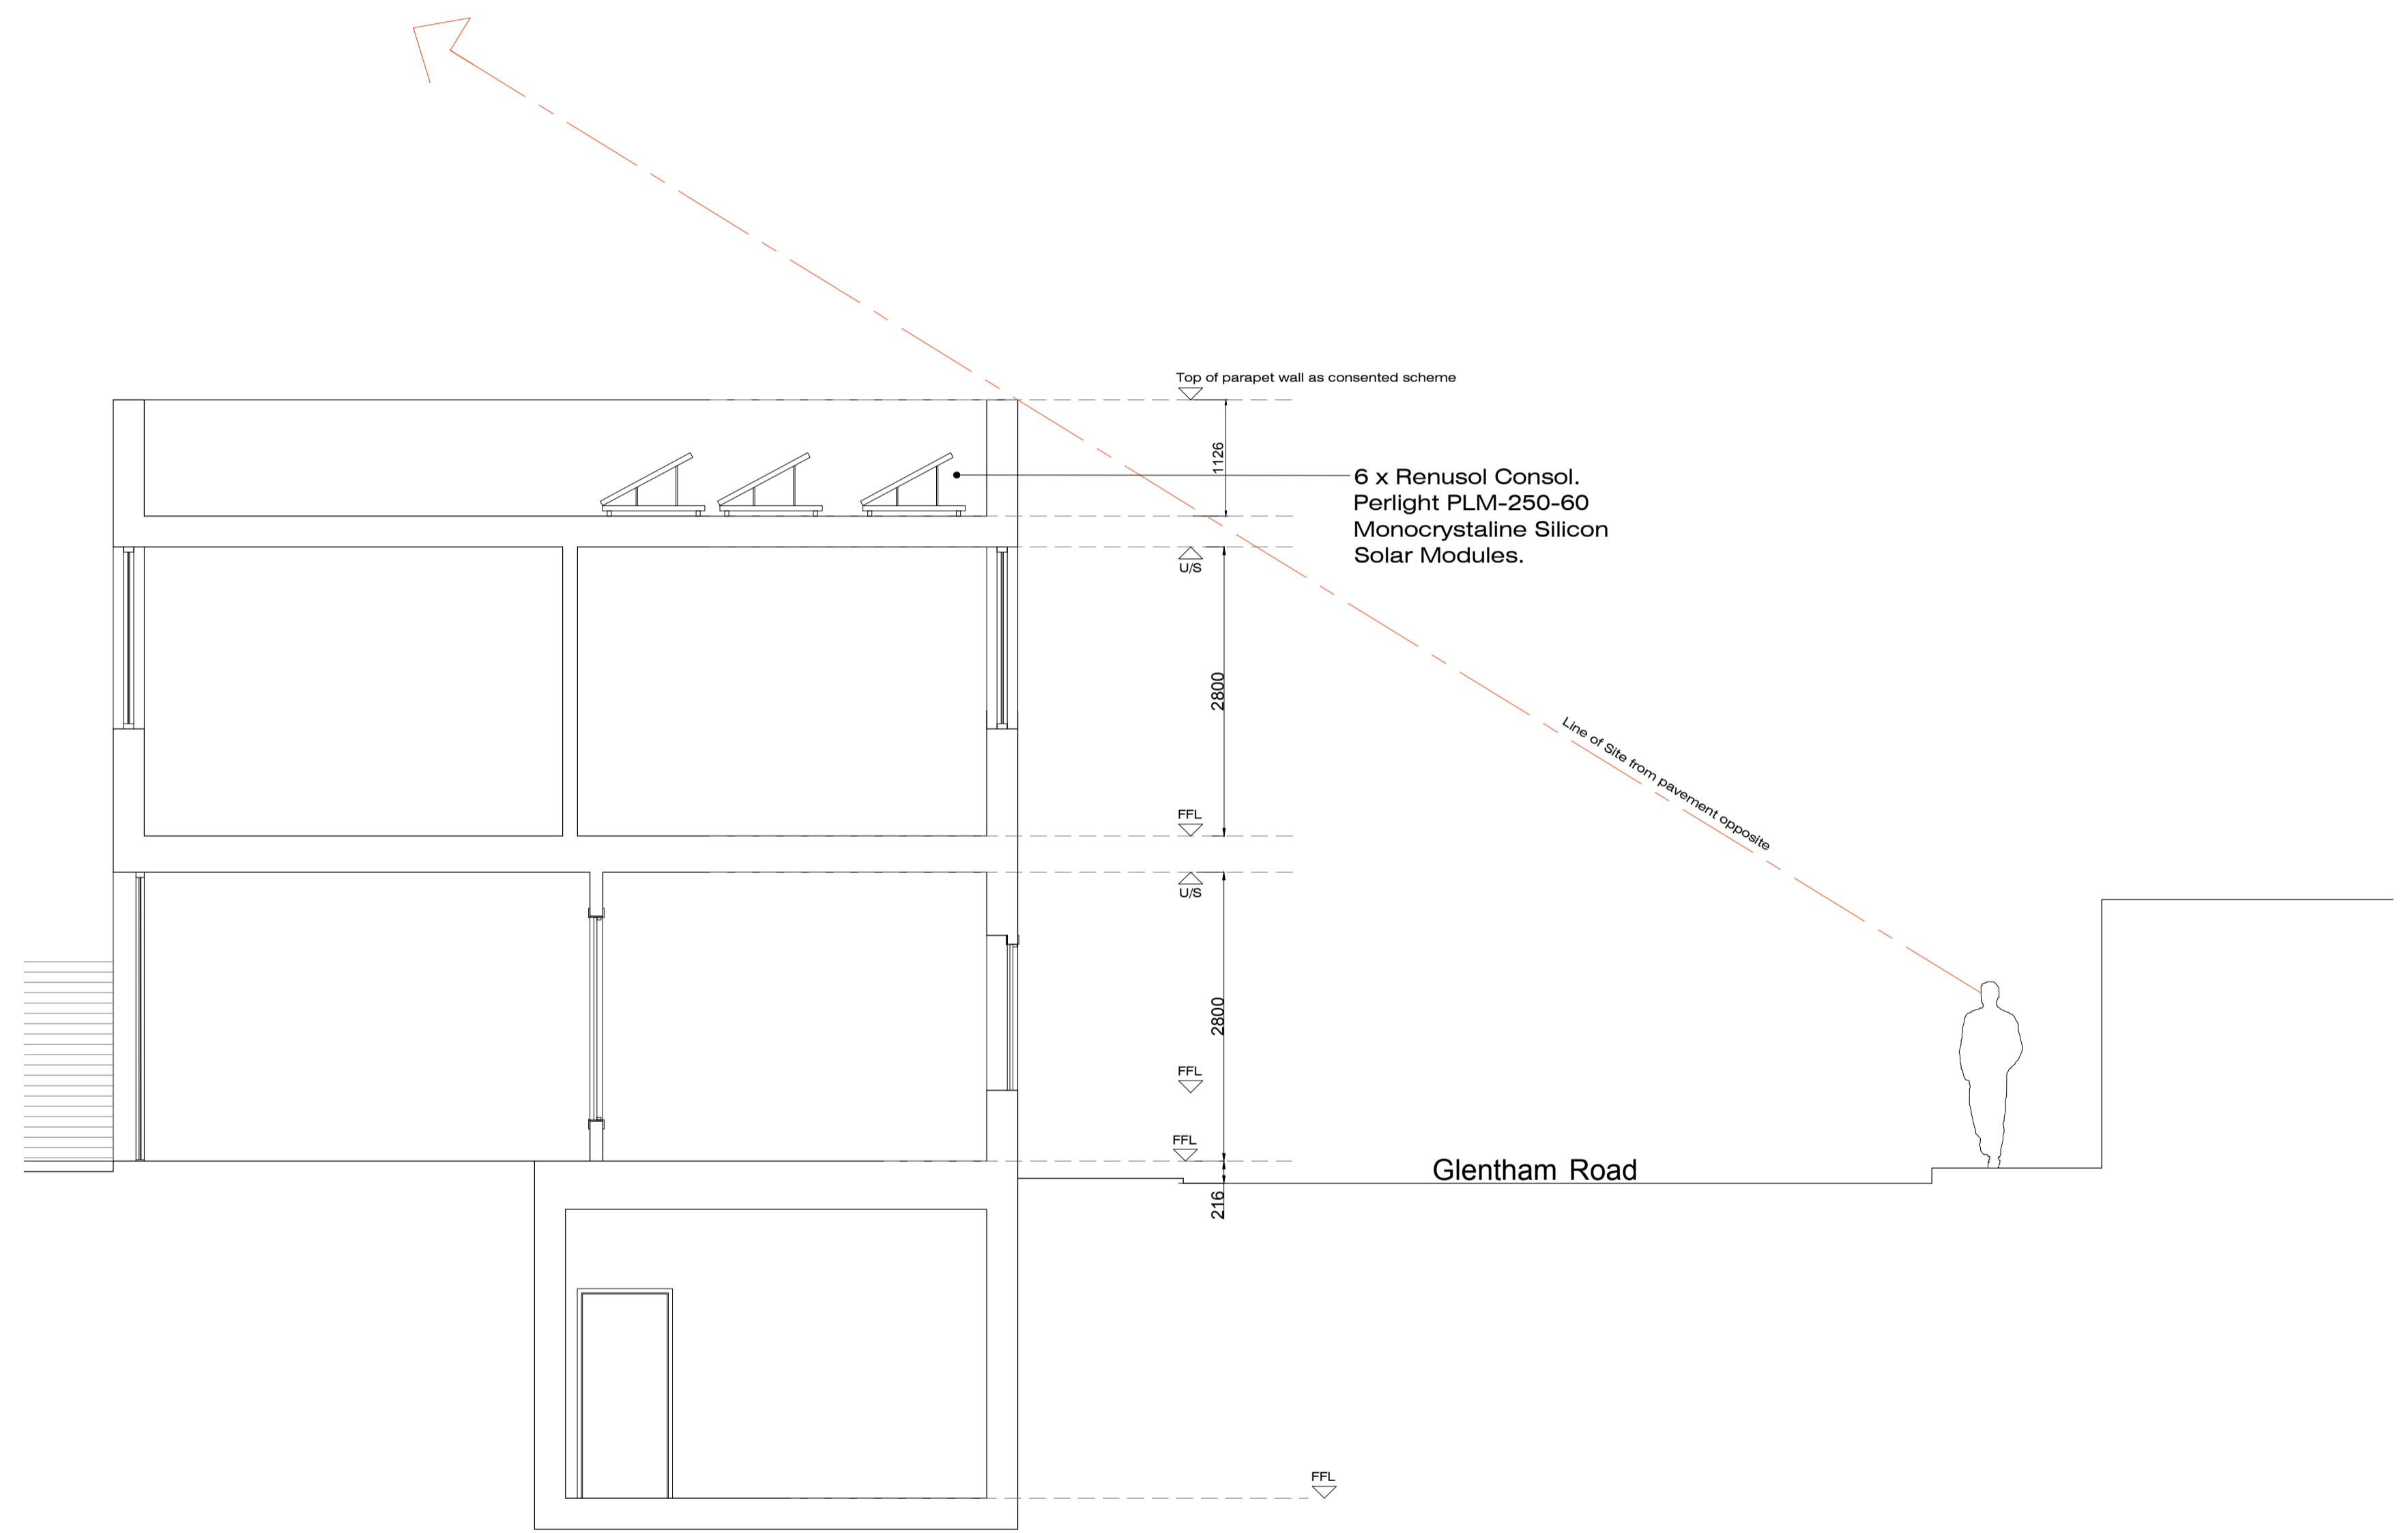 Top of parapet wall as consented scheme
1126
6 x Renusol Consol.
Perlight PLM-250-60
Monocrystaline Silicon
Solar Modules.
U/S
2800
Line of Site from pavement opposite
FFL
U/S
2800
FFL
FFL
Glentham Road
216
FFL